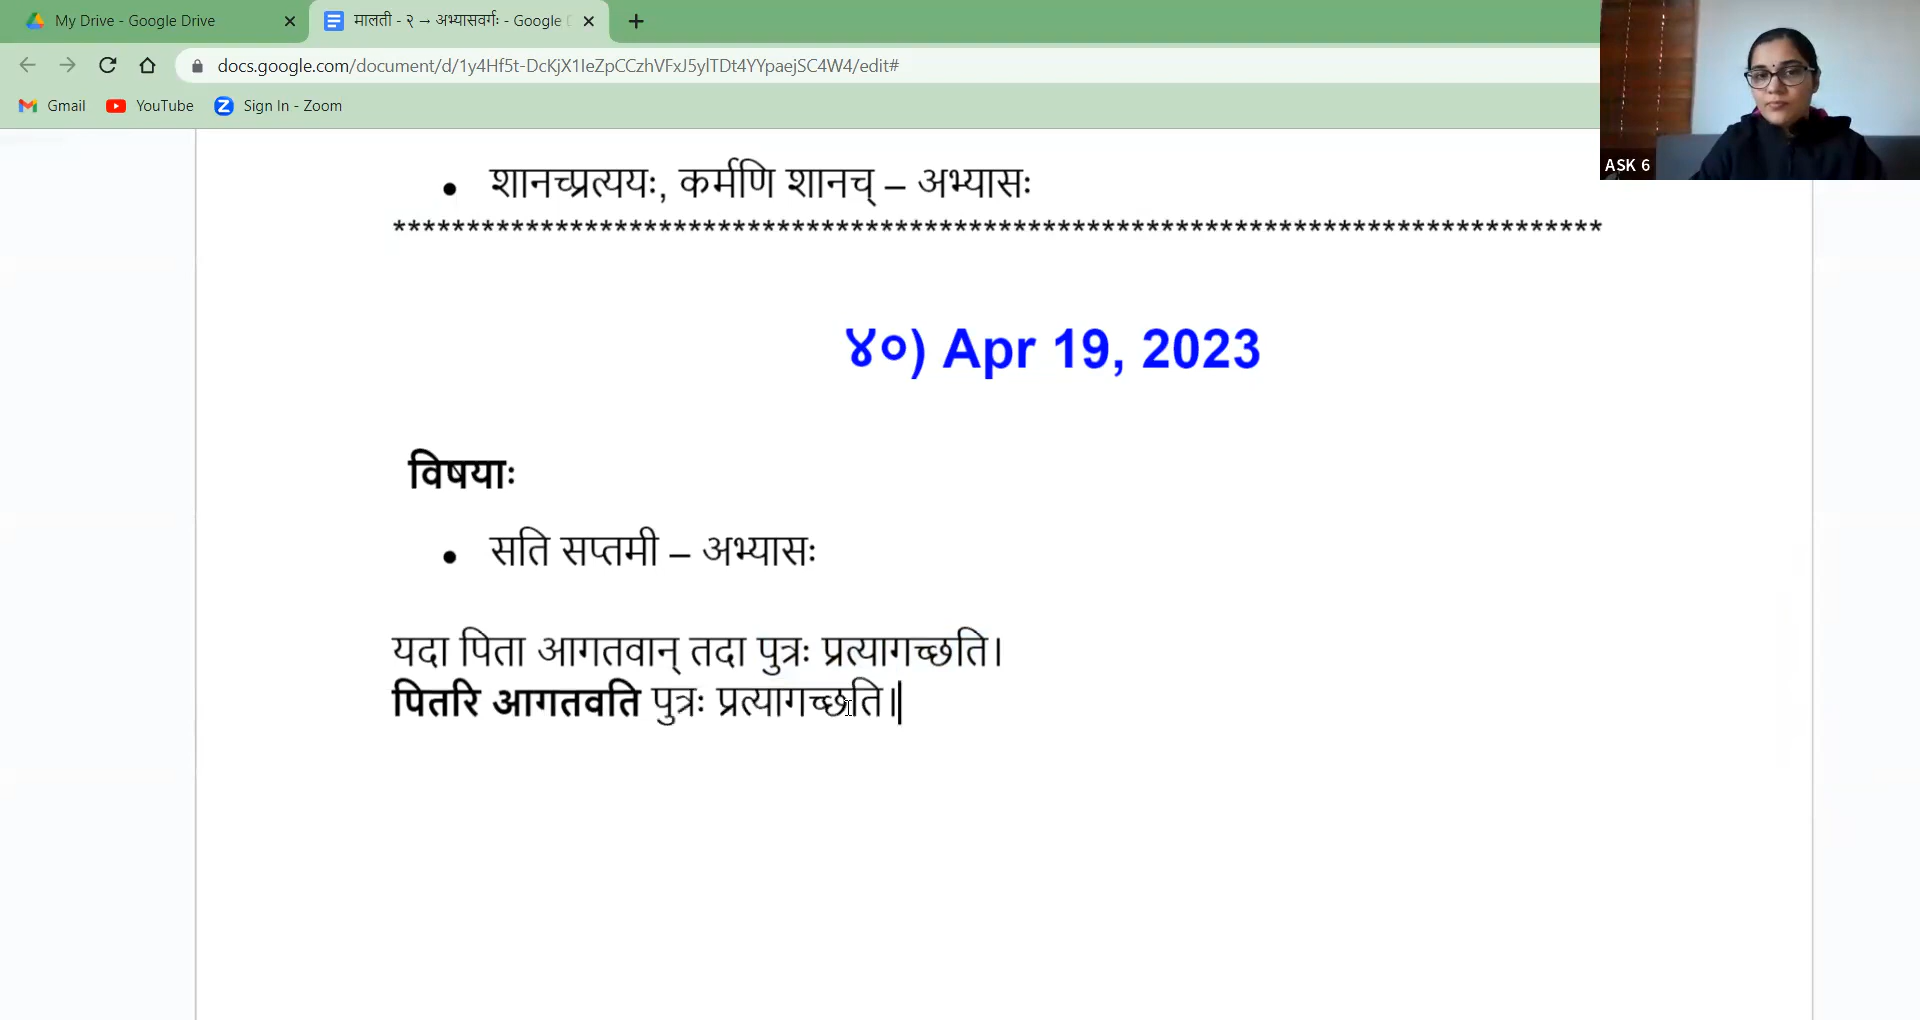 My Drive - Google Drive
मालती - २ → अभ्यासवर्गः - Google
docs.google.com/document/d/1y4Hf5t-DcKjX1IeZpCCzhVFxJ5ylTDt4YYpaejSC4W4/edit#
Gmail YouTube Sign In - Zoom
ASK 6
● शानच्प्रत्ययः, कर्मणि शानच् – अभ्यासः
**********************************************************************************
४०) Apr 19, 2023
विषयाः
● सति सप्तमी – अभ्यासः
यदा पिता आगतवान् तदा पुत्रः प्रत्यागच्छति।
पितरि आगतवति पुत्रः प्रत्यागच्छति।